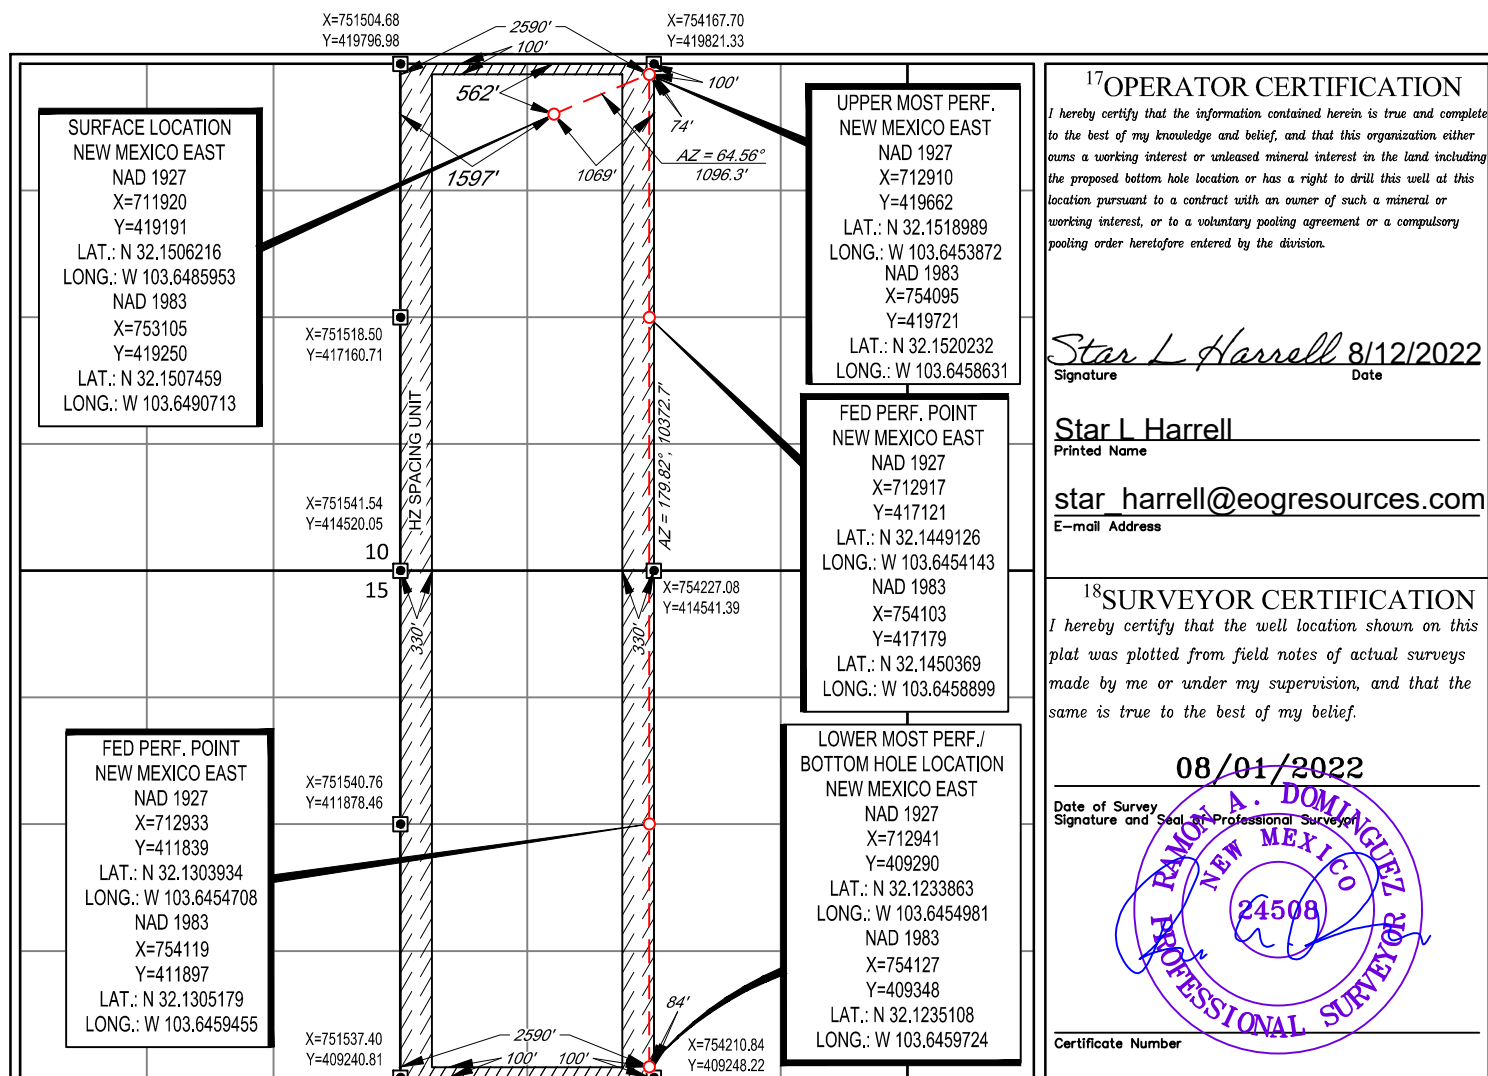 X=751504.68
Y=419796.98
2590'
100'
X=754167.70
Y=419821.33
100'
562'
74'
AZ = 64.56°
1096.3'
1597'
1069'
SURFACE LOCATION
NEW MEXICO EAST
NAD 1927
X=711920
Y=419191
LAT.: N 32.1506216
LONG.: W 103.6485953
NAD 1983
X=753105
Y=419250
LAT.: N 32.1507459
LONG.: W 103.6490713
UPPER MOST PERF.
NEW MEXICO EAST
NAD 1927
X=712910
Y=419662
LAT.: N 32.1518989
LONG.: W 103.6453872
NAD 1983
X=754095
Y=419721
LAT.: N 32.1520232
LONG.: W 103.6458631
X=751518.50
Y=417160.71
HZ SPACING UNIT
AZ = 179.82°, 10372.7'
FED PERF. POINT
NEW MEXICO EAST
NAD 1927
X=712917
Y=417121
LAT.: N 32.1449126
LONG.: W 103.6454143
NAD 1983
X=754103
Y=417179
LAT.: N 32.1450369
LONG.: W 103.6458899
X=751541.54
Y=414520.05
10
15
330'
330'
X=754227.08
Y=414541.39
FED PERF. POINT
NEW MEXICO EAST
NAD 1927
X=712933
Y=411839
LAT.: N 32.1303934
LONG.: W 103.6454708
NAD 1983
X=754119
Y=411897
LAT.: N 32.1305179
LONG.: W 103.6459455
X=751540.76
Y=411878.46
LOWER MOST PERF./
BOTTOM HOLE LOCATION
NEW MEXICO EAST
NAD 1927
X=712941
Y=409290
LAT.: N 32.1233863
LONG.: W 103.6454981
NAD 1983
X=754127
Y=409348
LAT.: N 32.1235108
LONG.: W 103.6459724
84'
X=751537.40
Y=409240.81
2590'
100'
100'
X=754210.84
Y=409248.22
17 OPERATOR CERTIFICATION
I hereby certify that the information contained herein is true and complete
to the best of my knowledge and belief, and that this organization either
owns a working interest or unleased mineral interest in the land including
the proposed bottom hole location or has a right to drill this well at this
location pursuant to a contract with an owner of such a mineral or
working interest, or to a voluntary pooling agreement or a compulsory
pooling order heretofore entered by the division.
Star L Harrell 8/12/2022
Signature Date
Star L Harrell
Printed Name
star_harrell@eogresources.com
E-mail Address
18 SURVEYOR CERTIFICATION
I hereby certify that the well location shown on this
plat was plotted from field notes of actual surveys
made by me or under my supervision, and that the
same is true to the best of my belief.
08/01/2022
Date of Survey
Signature and Seal of Professional Surveyor
RAMON A. DOMINGUEZ
NEW MEXICO
24508
PROFESSIONAL SURVEYOR
Certificate Number